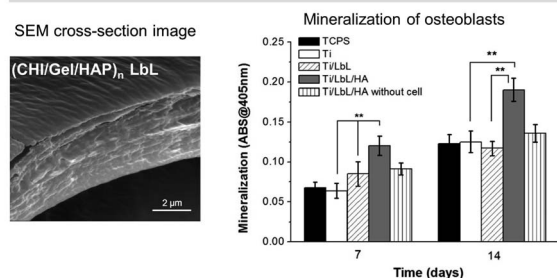 SEM cross-section image
(CHI/Gel/HAP)n LbL
2 μm
Mineralization of osteoblasts
Mineralization (ABS@405nm)
0.25
0.20
0.15
0.10
0.05
0.00
TCPS
Ti
Ti/LbL
Ti/LbL/HA
Ti/LbL/HA without cell
**
**
**
7
14
Time (days)